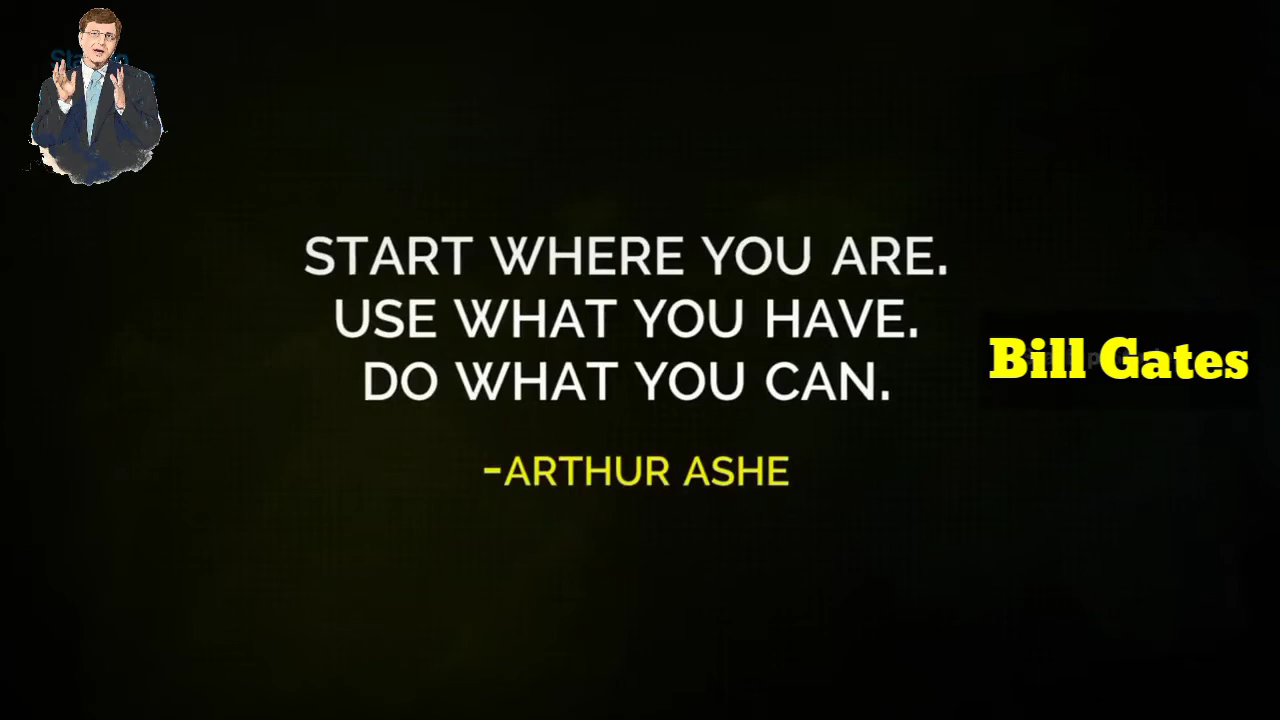 START WHERE YOU ARE.
USE WHAT YOU HAVE.
DO WHAT YOU CAN.
-ARTHUR ASHE
Bill Gates